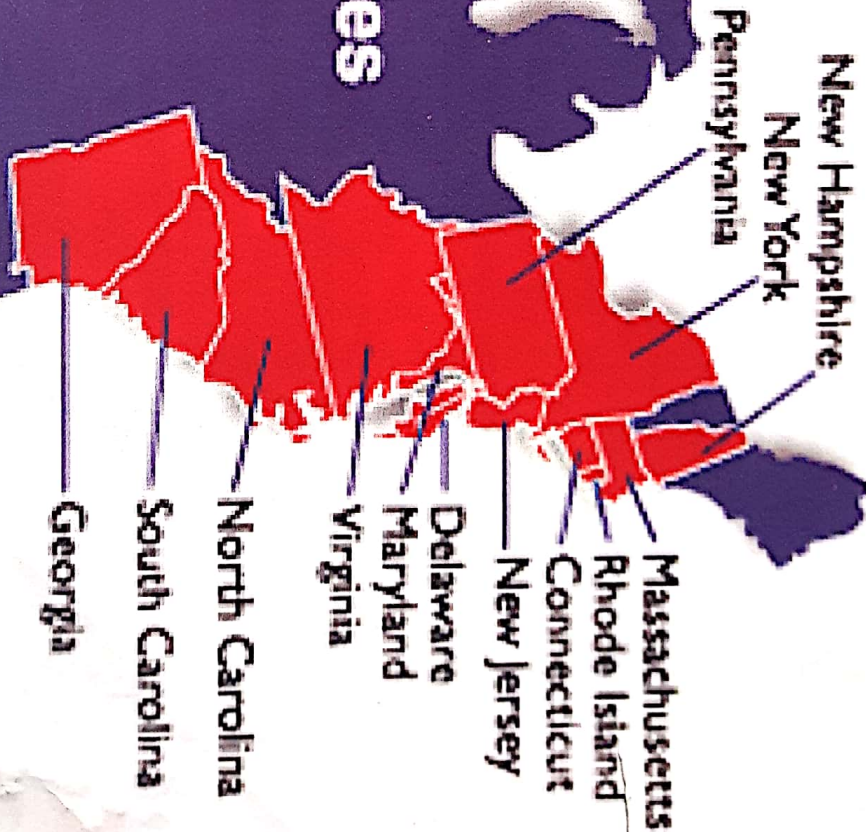 es
New Hampshire
New York
Pennsylvania
Massachusetts
Rhode Island
Connecticut
New Jersey
Delaware
Maryland
Virginia
North Carolina
South Carolina
Georgia